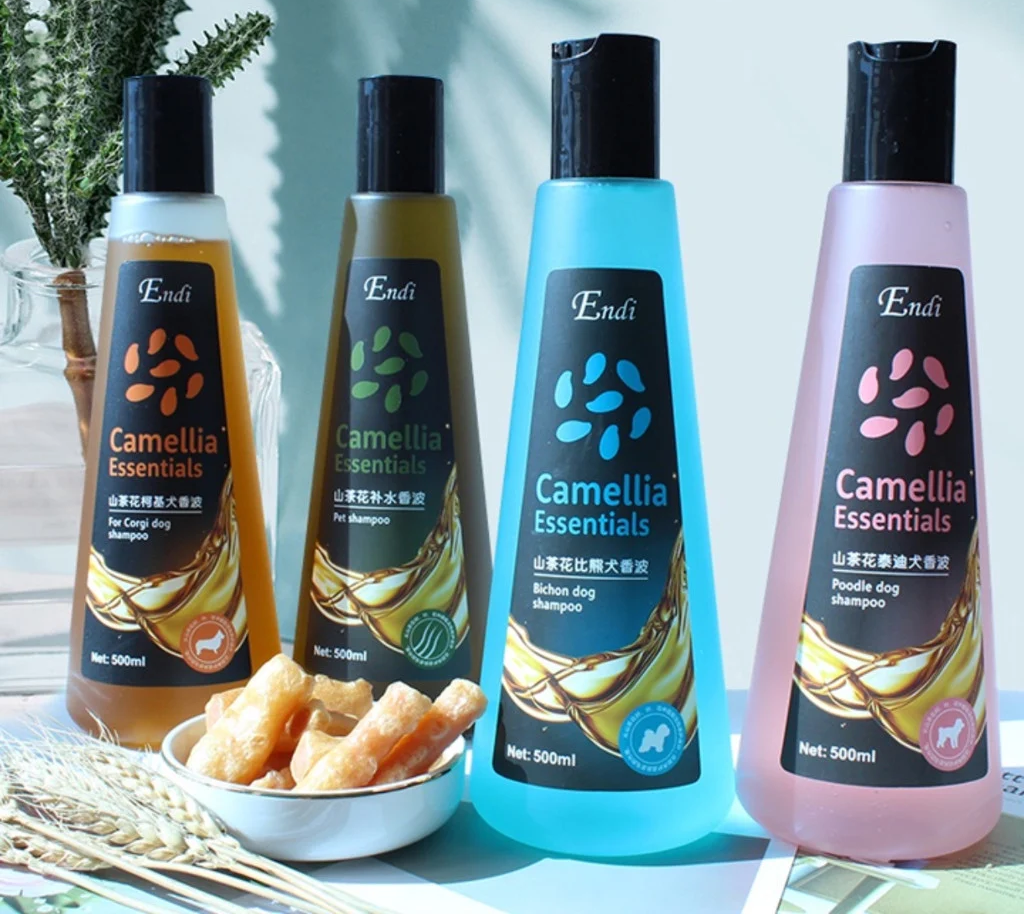 Endi
Camellia
Essentials
山茶花柯基犬香波
For Corgi dog
shampoo
Net: 500ml
Endi
Camellia
Essentials
山茶花补水香波
Pet shampoo
Net: 500ml
Endi
Camellia
Essentials
山茶花比熊犬香波
Bichon dog
shampoo
Net: 500ml
Endi
Camellia
Essentials
山茶花泰迪犬香波
Poodle dog
shampoo
Net: 500ml